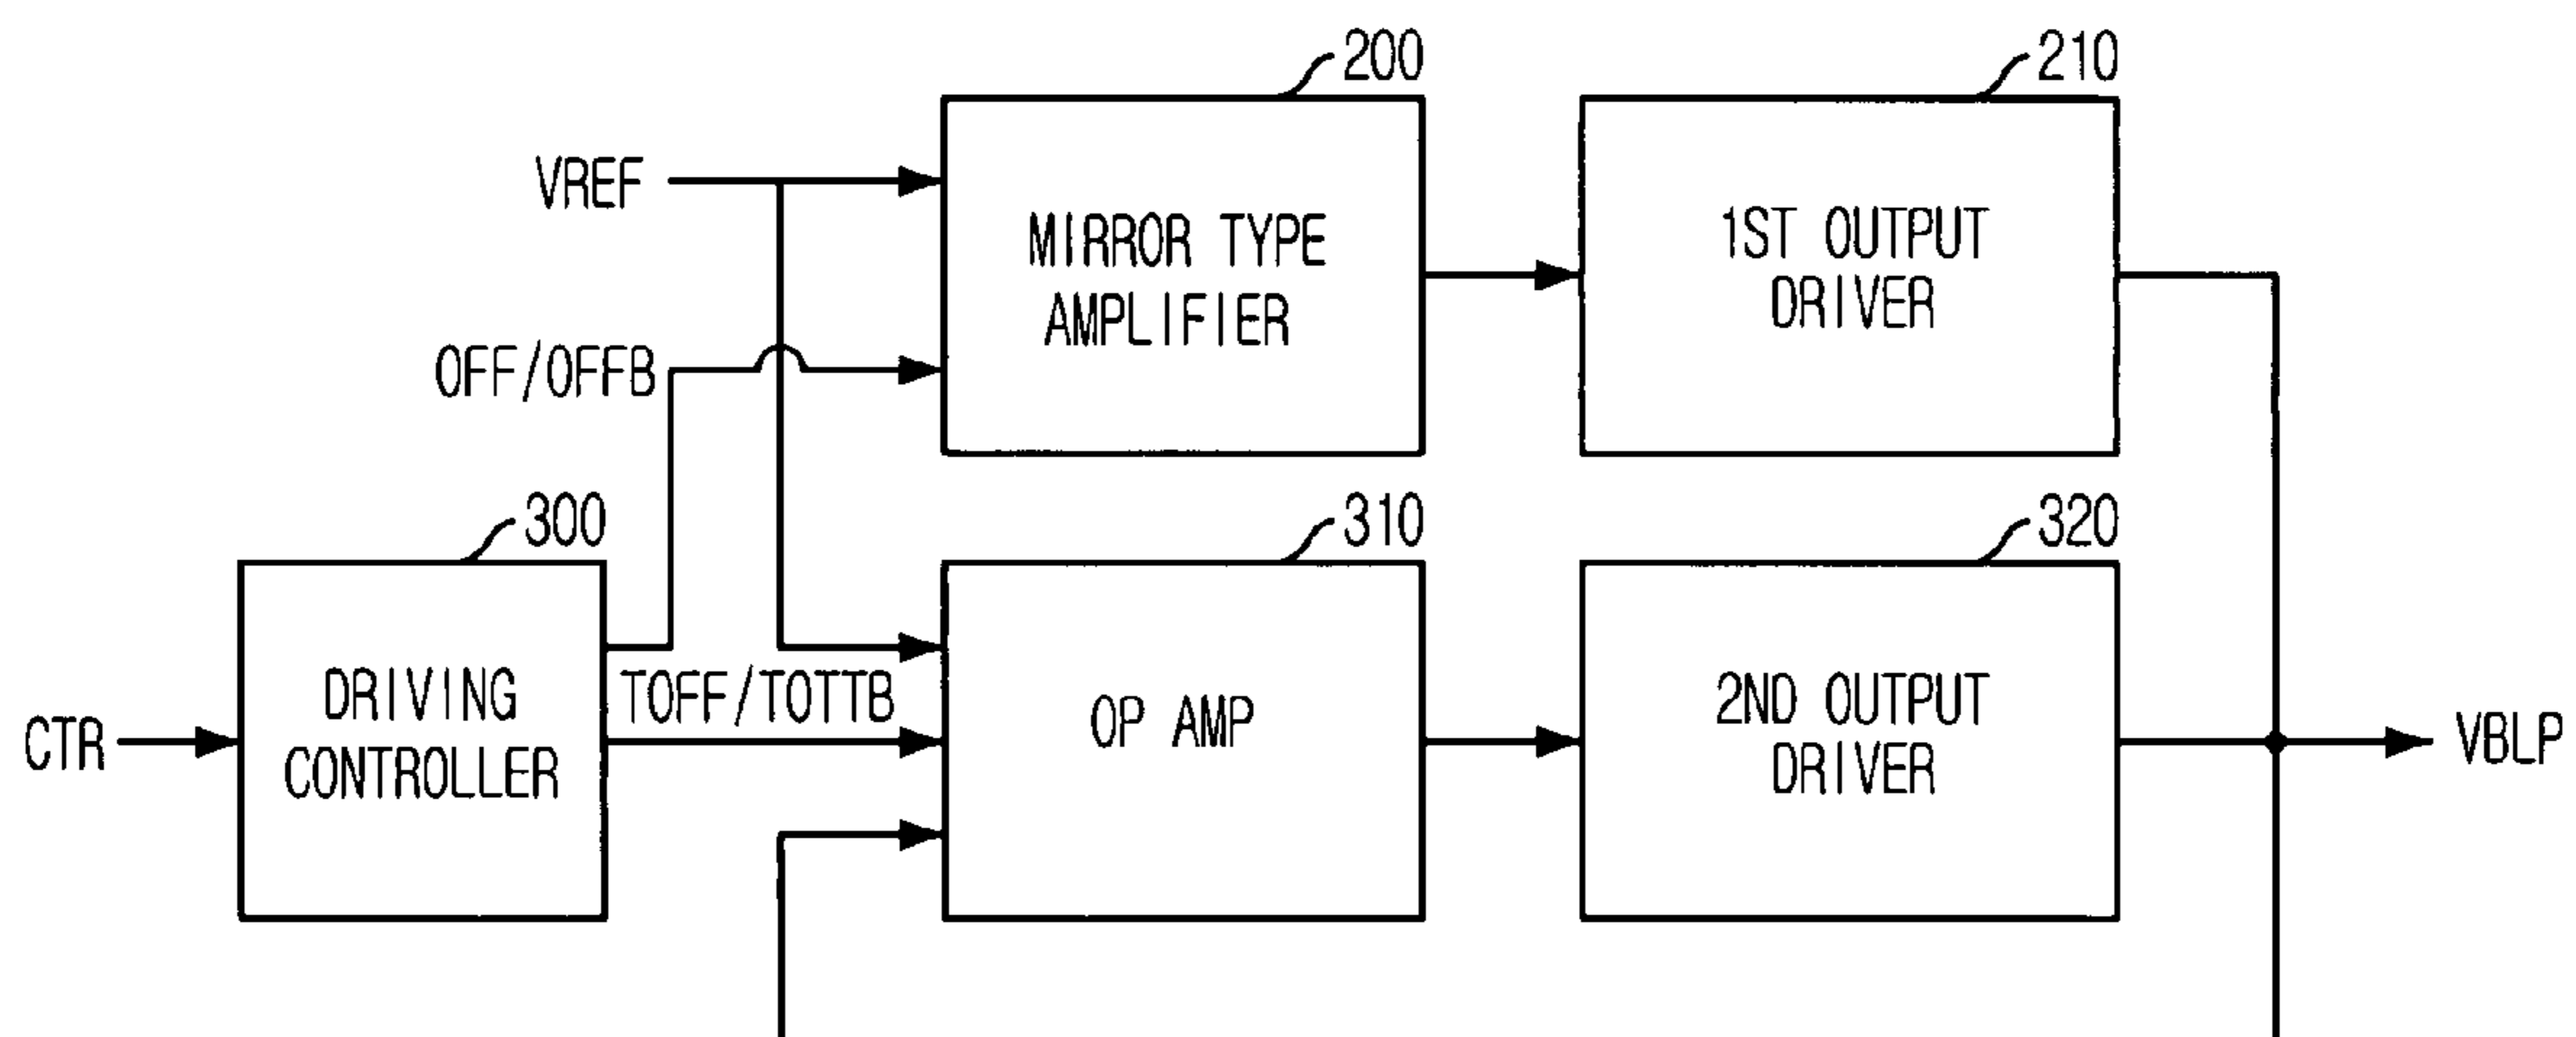 200
210
VREF
MIRROR TYPE
AMPLIFIER
1ST OUTPUT
DRIVER
OFF/OFFB
300
310
320
CTR
DRIVING
CONTROLLER
TOFF/TOTTB
OP AMP
2ND OUTPUT
DRIVER
VBLP